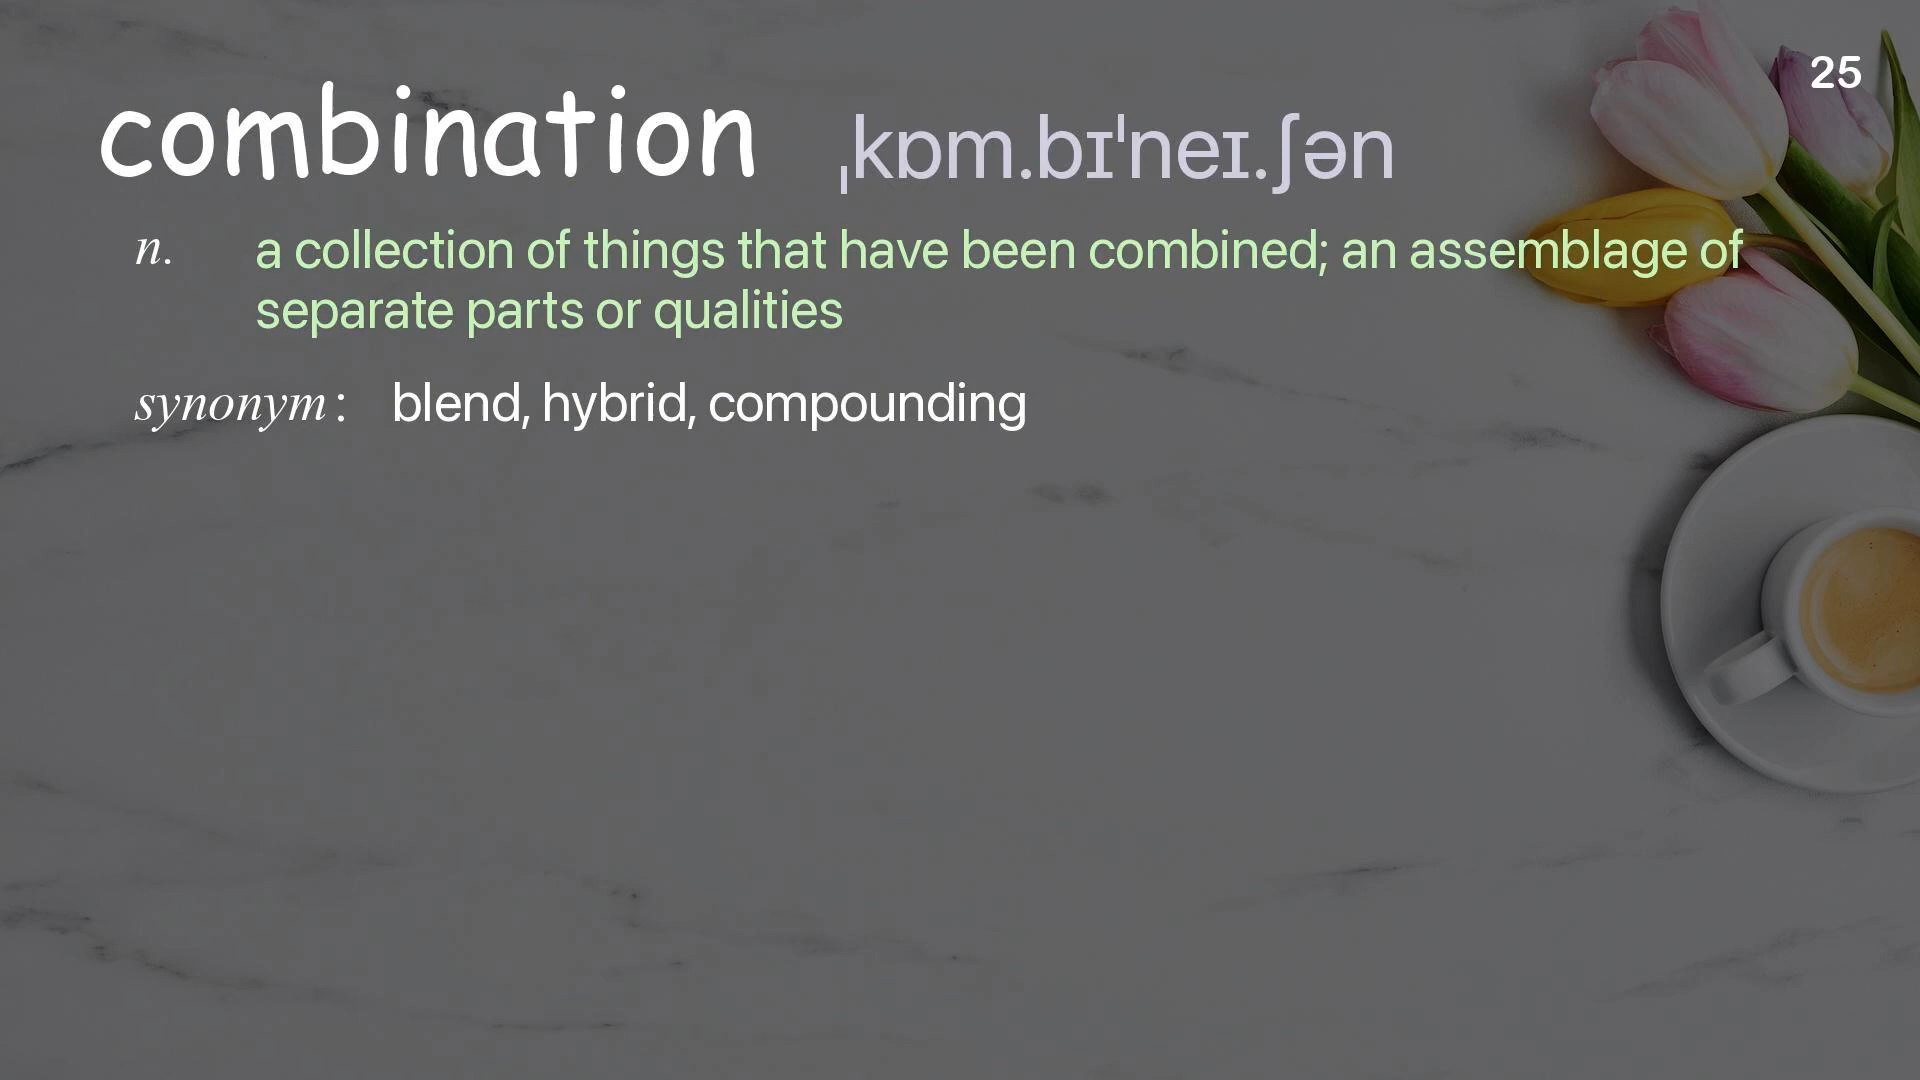 25
combination ˌkɒm.bɪˈneɪ.ʃən
n. a collection of things that have been combined; an assemblage of
separate parts or qualities
synonym : blend, hybrid, compounding